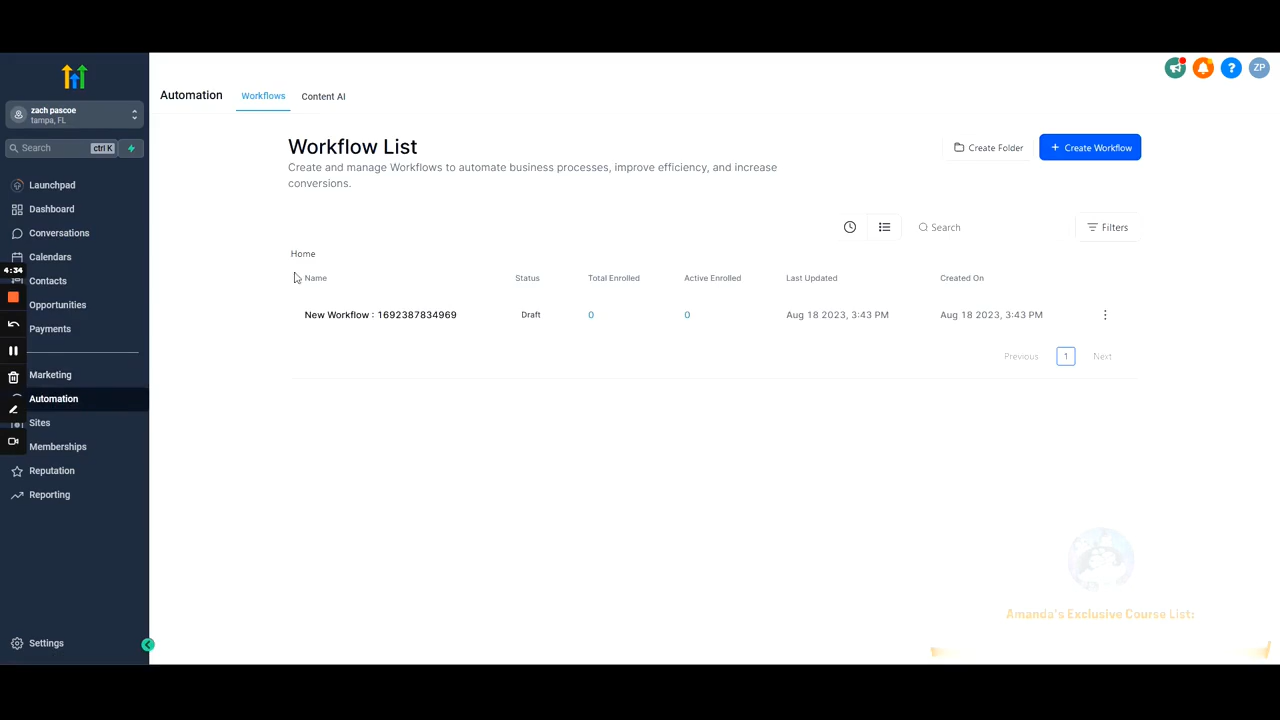 zach pascoe
tampa, FL
Search ctrl K
Launchpad
Dashboard
Conversations
Calendars
4:34
Contacts
Opportunities
Payments
Marketing
Automation
Sites
Memberships
Reputation
Reporting
Settings
Automation Workflows Content AI
ZP
Workflow List
Create and manage Workflows to automate business processes, improve efficiency, and increase
conversions.
Create Folder
+ Create Workflow
Search
Filters
Home
Name Status Total Enrolled Active Enrolled Last Updated Created On
New Workflow : 1692387834969 Draft 0 0 Aug 18 2023, 3:43 PM Aug 18 2023, 3:43 PM
Previous 1 Next
Amanda's Exclusive Course List: